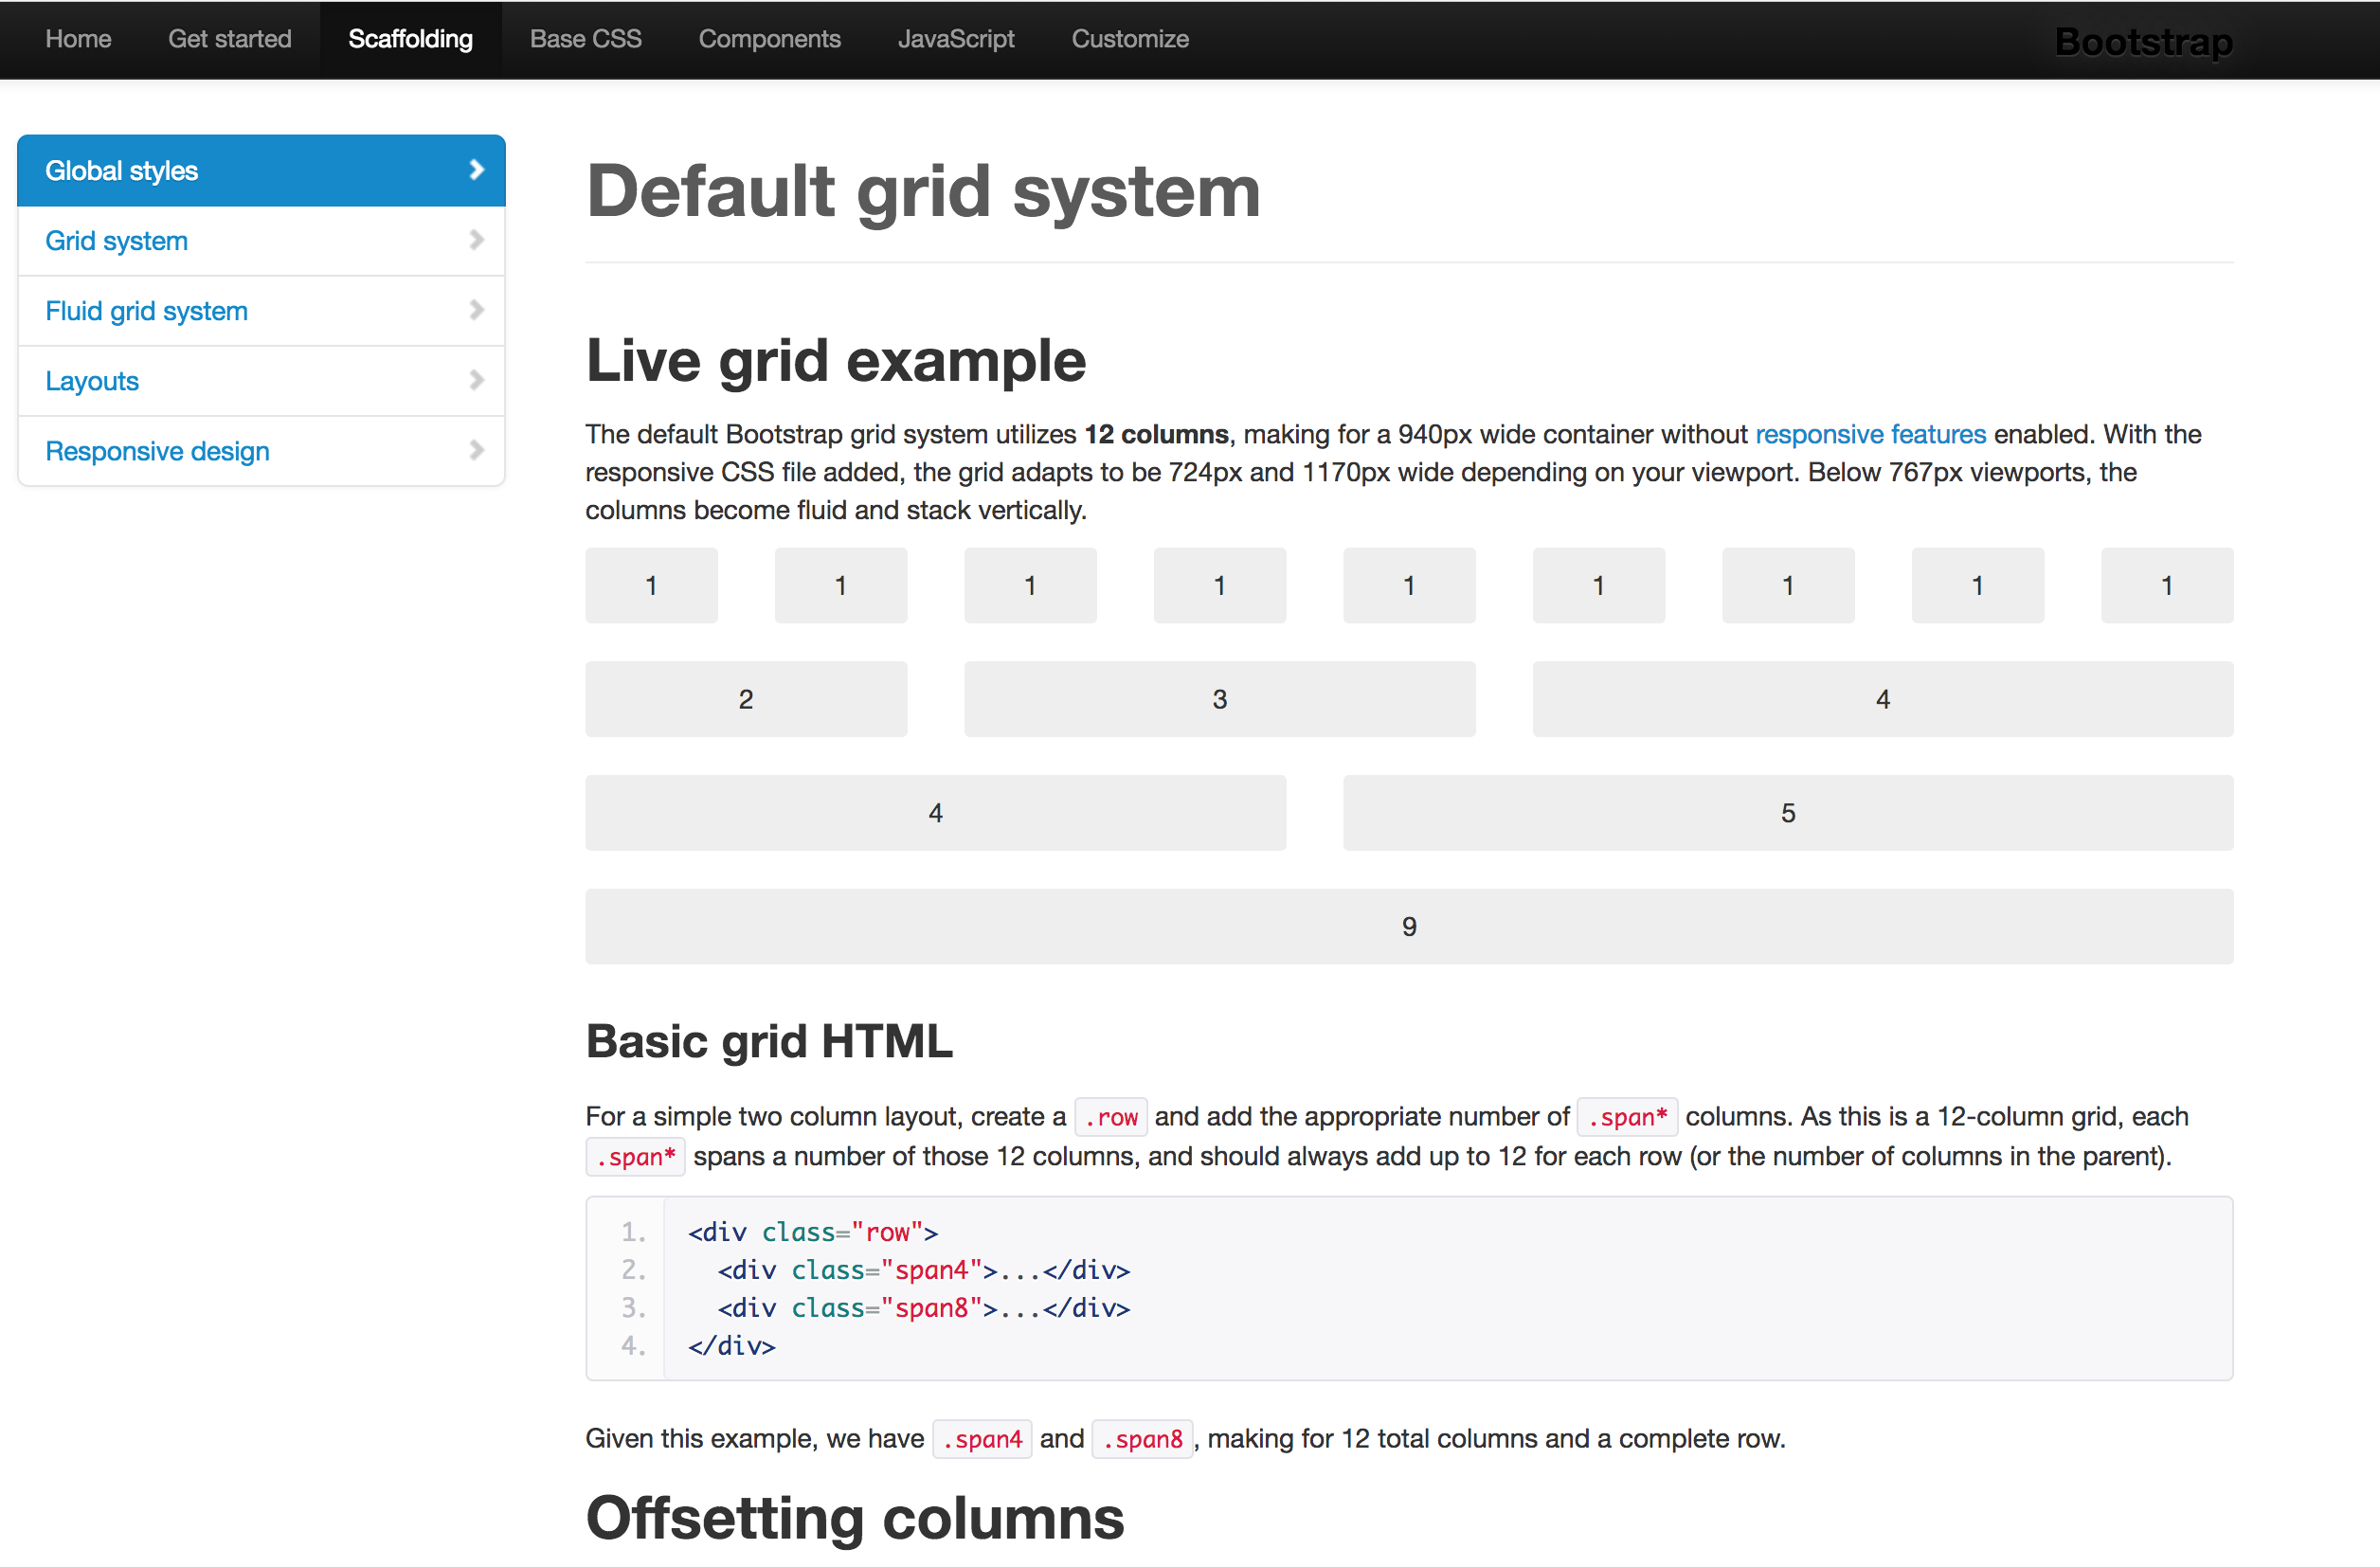 Home Get started Scaffolding Base CSS Components JavaScript Customize Bootstrap
Global styles
Grid system
Fluid grid system
Layouts
Responsive design
Default grid system
Live grid example
The default Bootstrap grid system utilizes 12 columns, making for a 940px wide container without responsive features enabled. With the
responsive CSS file added, the grid adapts to be 724px and 1170px wide depending on your viewport. Below 767px viewports, the
columns become fluid and stack vertically.
1 1 1 1 1 1 1 1 1
2 3 4
4 5
9
Basic grid HTML
For a simple two column layout, create a .row and add the appropriate number of .span* columns. As this is a 12-column grid, each
.span* spans a number of those 12 columns, and should always add up to 12 for each row (or the number of columns in the parent).
1. <div class="row">
2. <div class="span4">...</div>
3. <div class="span8">...</div>
4. </div>
Given this example, we have .span4 and .span8, making for 12 total columns and a complete row.
Offsetting columns